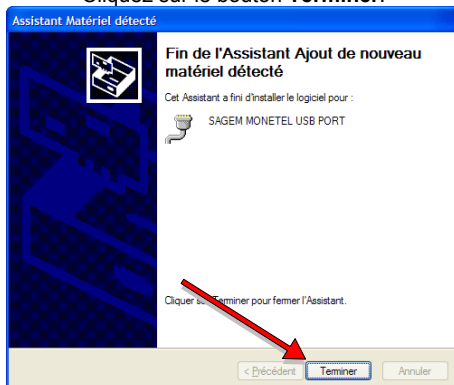 Cliquez sur le bouton Terminer.
Assistant Matériel détecté
Fin de l'Assistant Ajout de nouveau
matériel détecté
Cet Assistant a fini d'installer le logiciel pour :
SAGEM MONETEL USB PORT
Cliquer sur Terminer pour fermer l'Assistant.
< Précédent Terminer Annuler